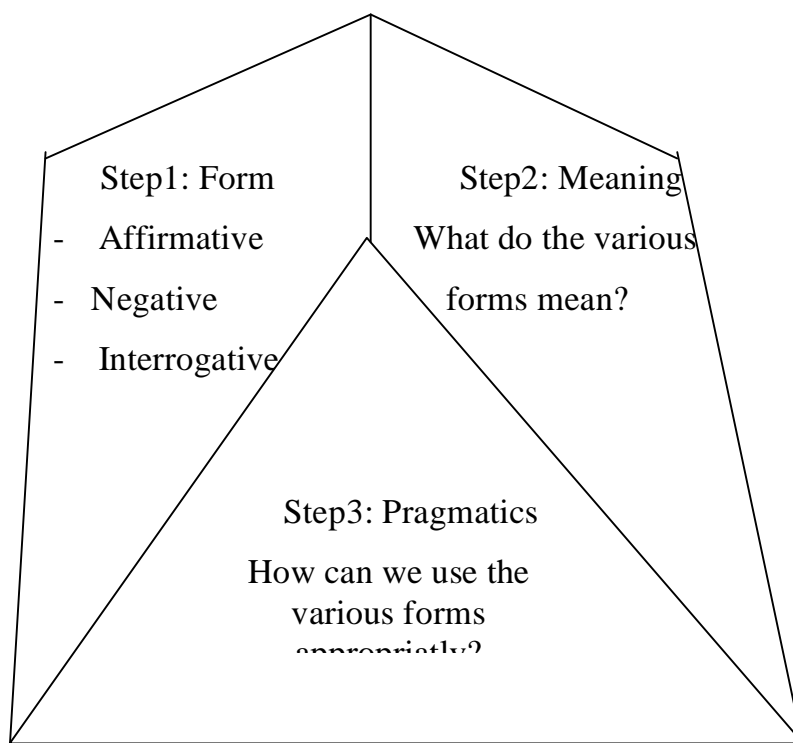 Step1: Form
- Affirmative
- Negative
- Interrogative
Step2: Meaning
What do the various
forms mean?
Step3: Pragmatics
How can we use the
various forms
appropriatly?